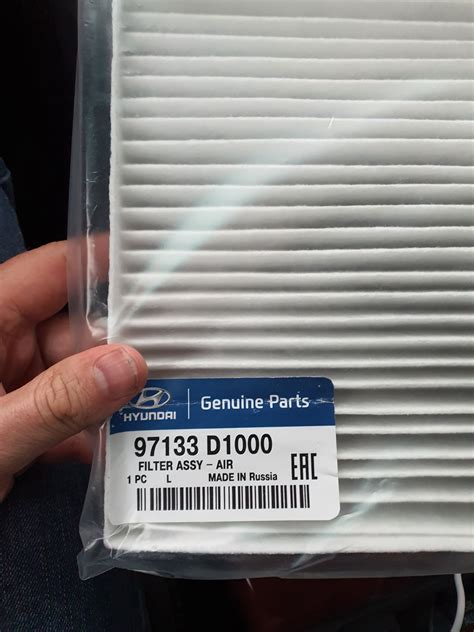 HYUNDAI Genuine Parts
97133 D1000
FILTER ASSY - AIR
1 PC L MADE IN Russia
EAC